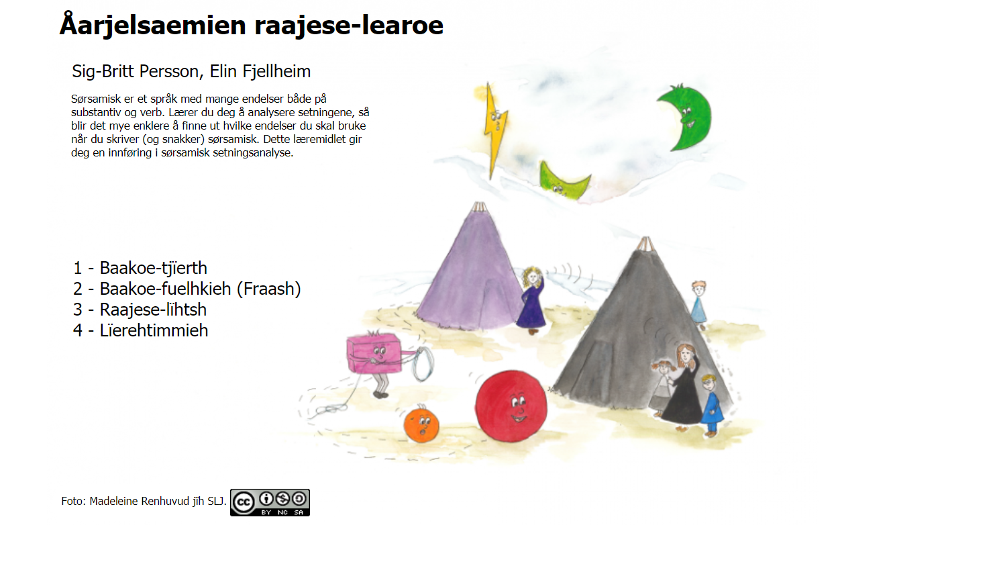 Åarjelsaemien raajese-learoe
Sig-Britt Persson, Elin Fjellheim
Sørsamisk er et språk med mange endelser både på
substantiv og verb. Lærer du deg å analysere setningene, så
blir det mye enklere å finne ut hvilke endelser du skal bruke
når du skriver (og snakker) sørsamisk. Dette læremidlet gir
deg en innføring i sørsamisk setningsanalyse.
1 - Baakoe-tjïerth
2 - Baakoe-fuelhkieh (Fraash)
3 - Raajese-lïhtsh
4 - Lïerehtimmieh
Foto: Madeleine Renhuvud jïh SLJ.
cc
BY NC SA